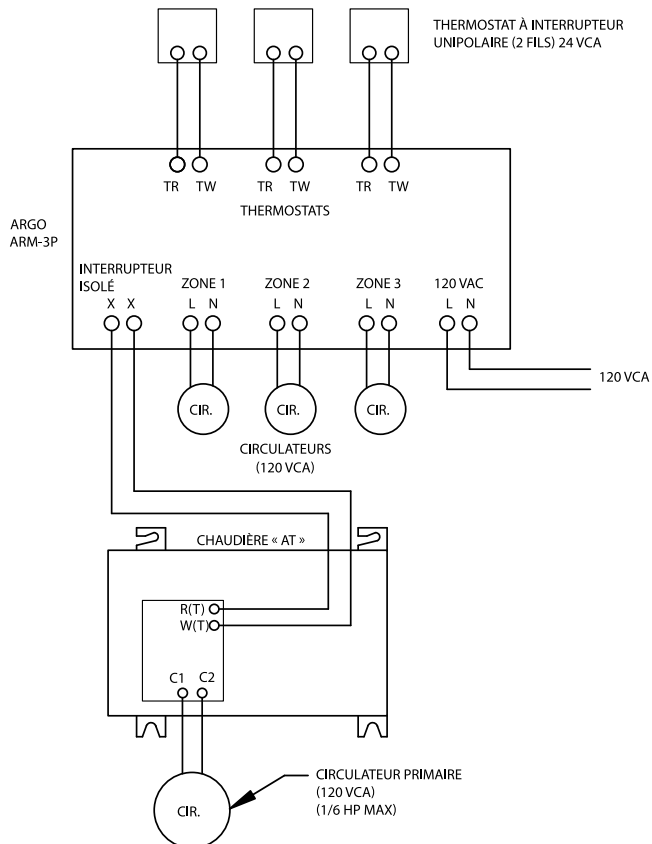 THERMOSTAT À INTERRUPTEUR
UNIPOLAIRE (2 FILS) 24 VCA
TR TW TR TW TR TW
THERMOSTATS
ARGO
ARM-3P
INTERRUPTEUR
ISOLÉ
X X
ZONE 1
L N
ZONE 2
L N
ZONE 3
L N
120 VAC
L N
120 VCA
CIR. CIR. CIR.
CIRCULATEURS
(120 VCA)
CHAUDIÈRE « AT »
R(T)
W(T)
C1 C2
CIR.
CIRCULATEUR PRIMAIRE
(120 VCA)
(1/6 HP MAX)